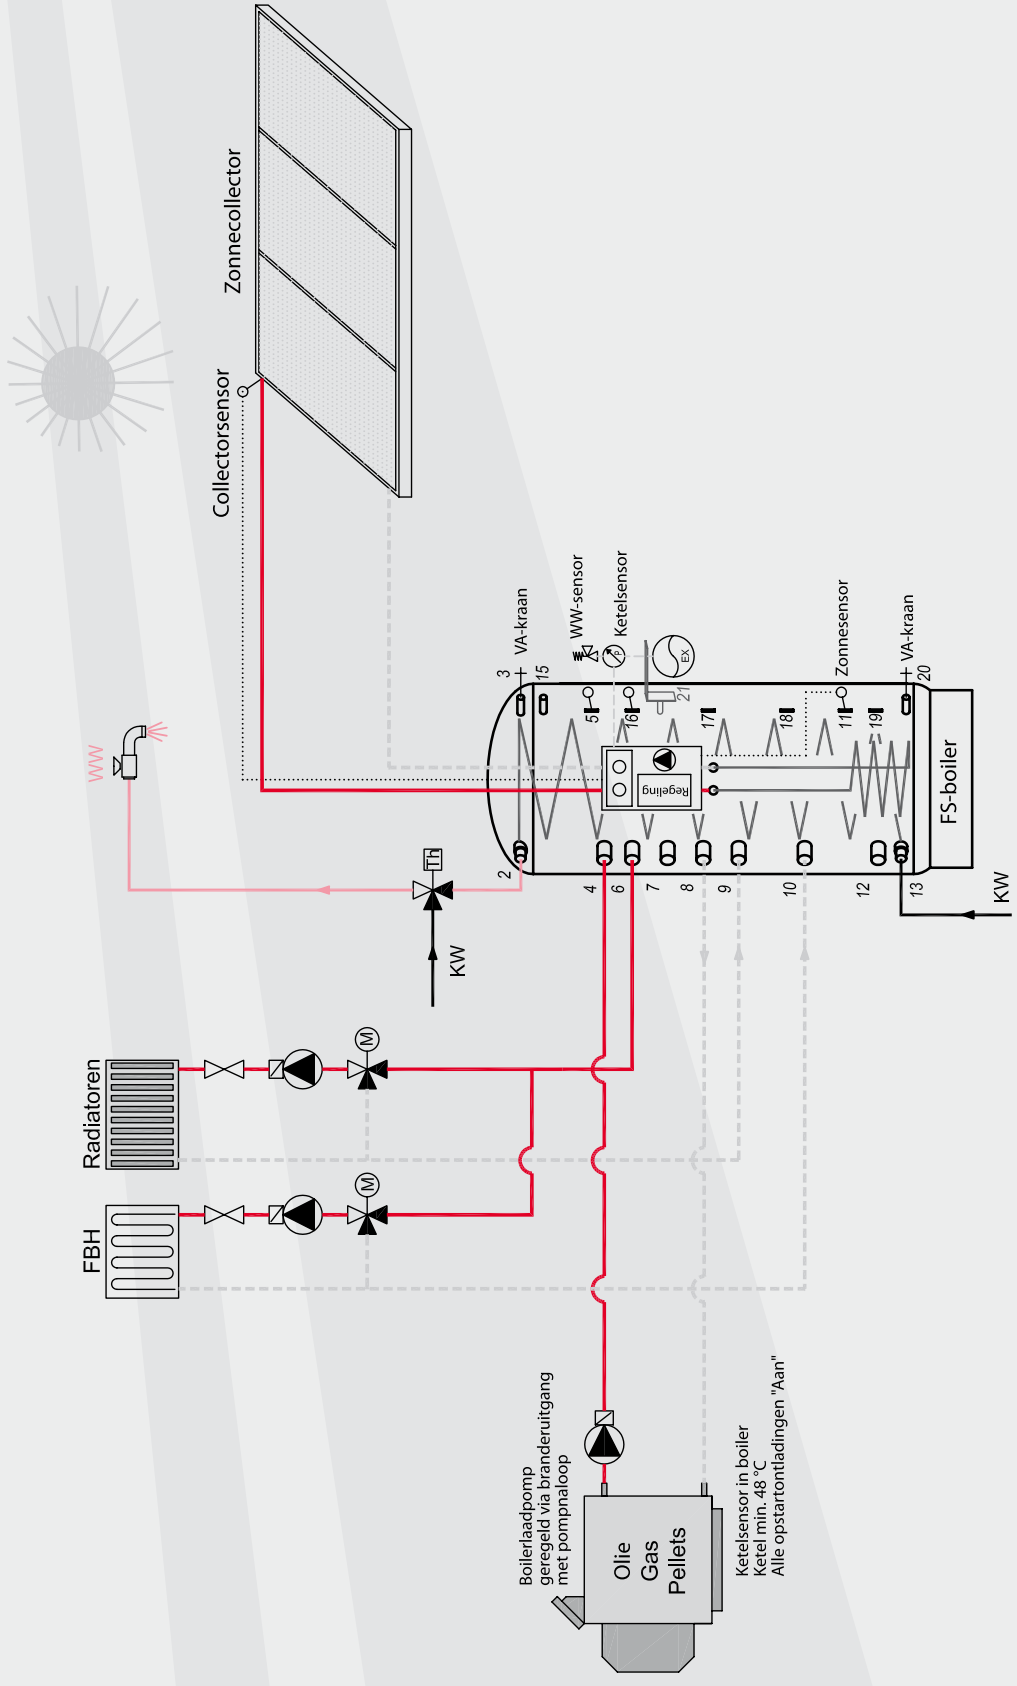 Zonnecollector
Collectorsensor
WW
Th
KW
Radiatoren
M
FBH
M
VA-kraan
WW-sensor
Ketelsensor
Zonnesensor
VA-kraan
3
15
5
16
21
17
18
11
19
20
P
EX
Regeling
2
4
6
7
8
9
10
12
13
KW
FS-boiler
Boilerlaadpomp
geregeld via branderuitgang
met pompnaloop
Olie
Gas
Pellets
Ketelsensor in boiler
Ketel min. 48 °C
Alle opstartontladingen "Aan"